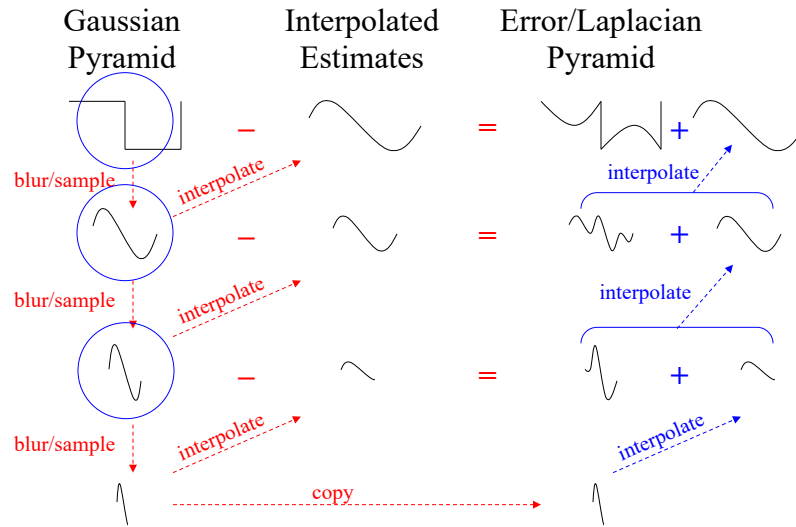 Gaussian
Pyramid
Interpolated
Estimates
Error/Laplacian
Pyramid
–
=
+
blur/sample
interpolate
interpolate
–
=
+
blur/sample
interpolate
interpolate
–
=
+
blur/sample
interpolate
interpolate
copy